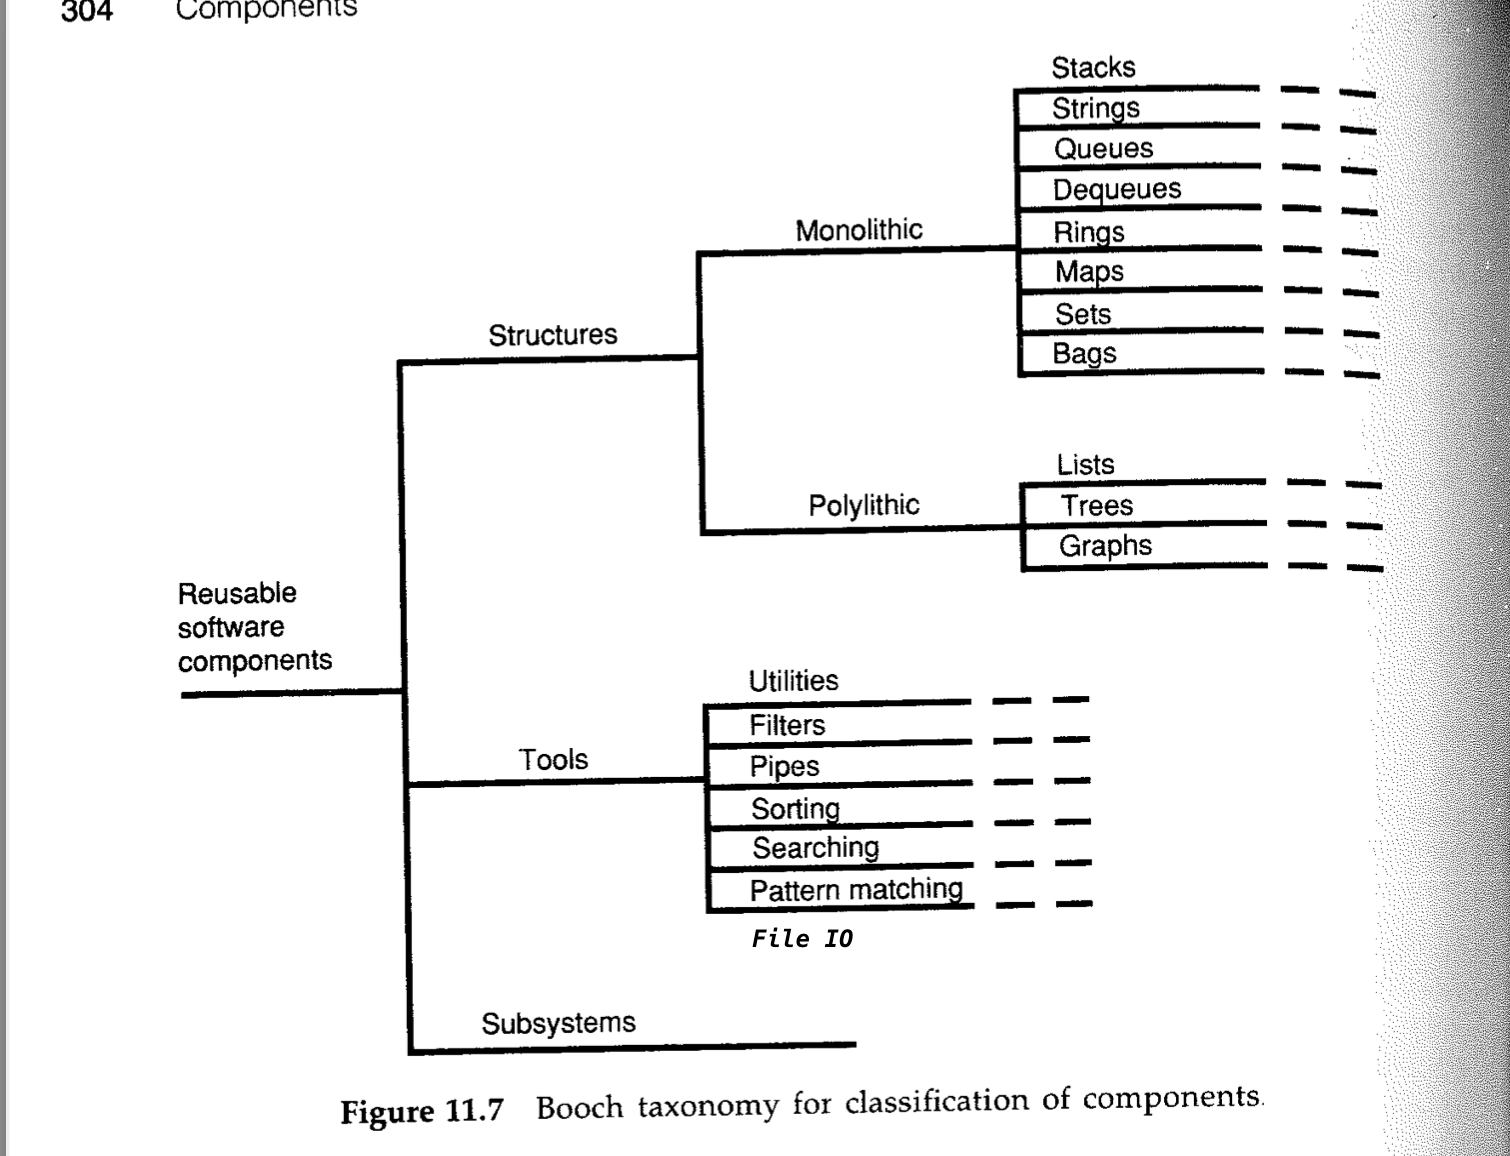 304 Components
Stacks
Strings
Queues
Dequeues
Monolithic
Rings
Maps
Sets
Structures
Bags
Lists
Polylithic
Trees
Graphs
Reusable
software
components
Utilities
Filters
Tools
Pipes
Sorting
Searching
Pattern matching
File IO
Subsystems
Figure 11.7 Booch taxonomy for classification of components.